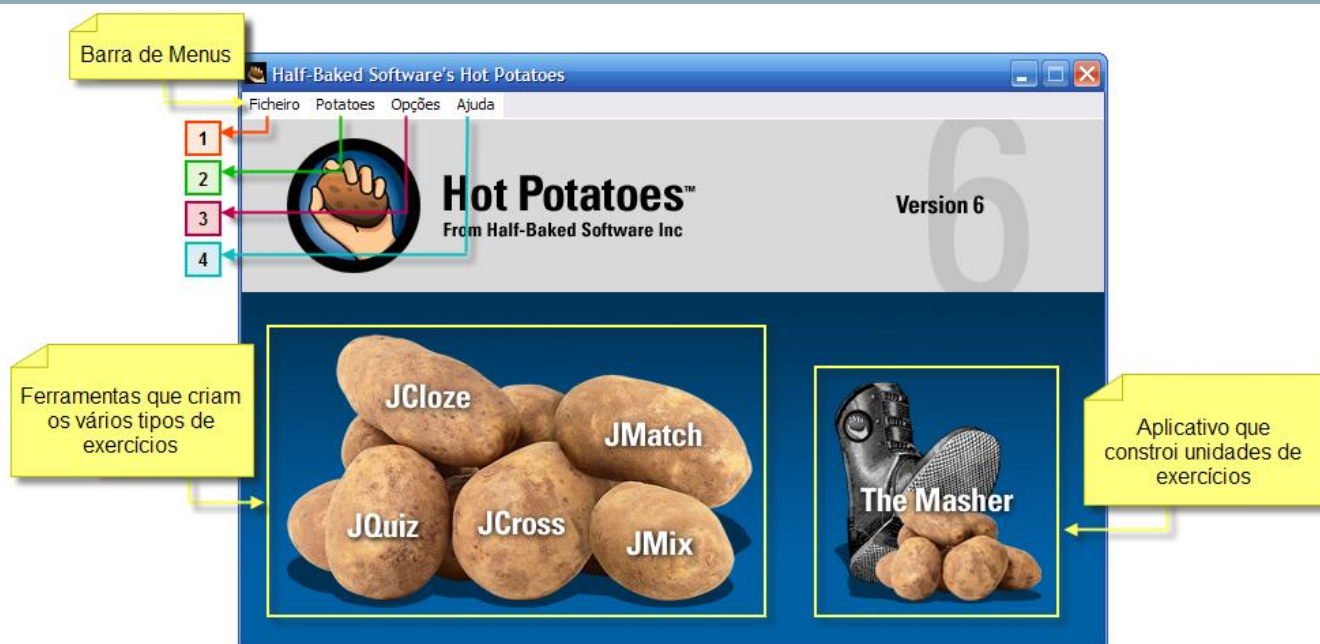 Barra de Menus
Half-Baked Software's Hot Potatoes
Ficheiro Potatoes Opções Ajuda
1
2
3
4
6
Hot Potatoes™
From Half-Baked Software Inc
Version 6
Ferramentas que criam
os vários tipos de
exercícios
JCloze
JMatch
JQuiz
JCross
JMix
The Masher
Aplicativo que
constroi unidades de
exercícios